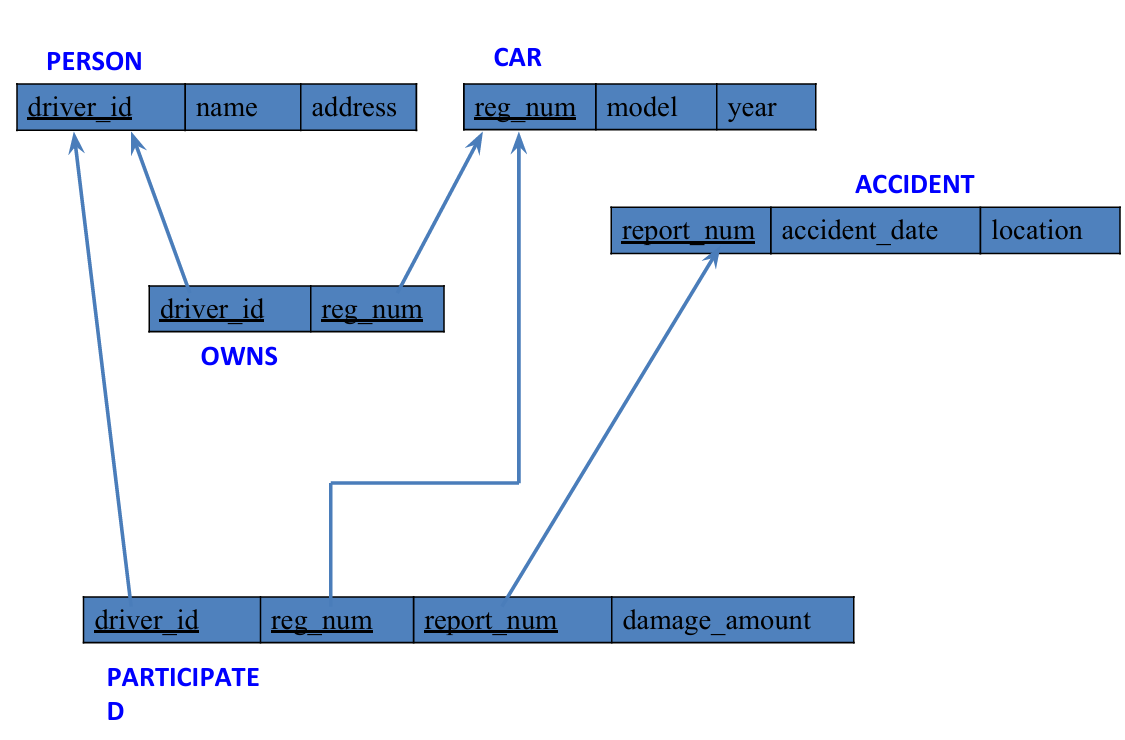 PERSON
driver_id name address
CAR
reg_num model year
ACCIDENT
report_num accident_date location
driver_id reg_num
OWNS
driver_id reg_num report_num damage_amount
PARTICIPATE
D